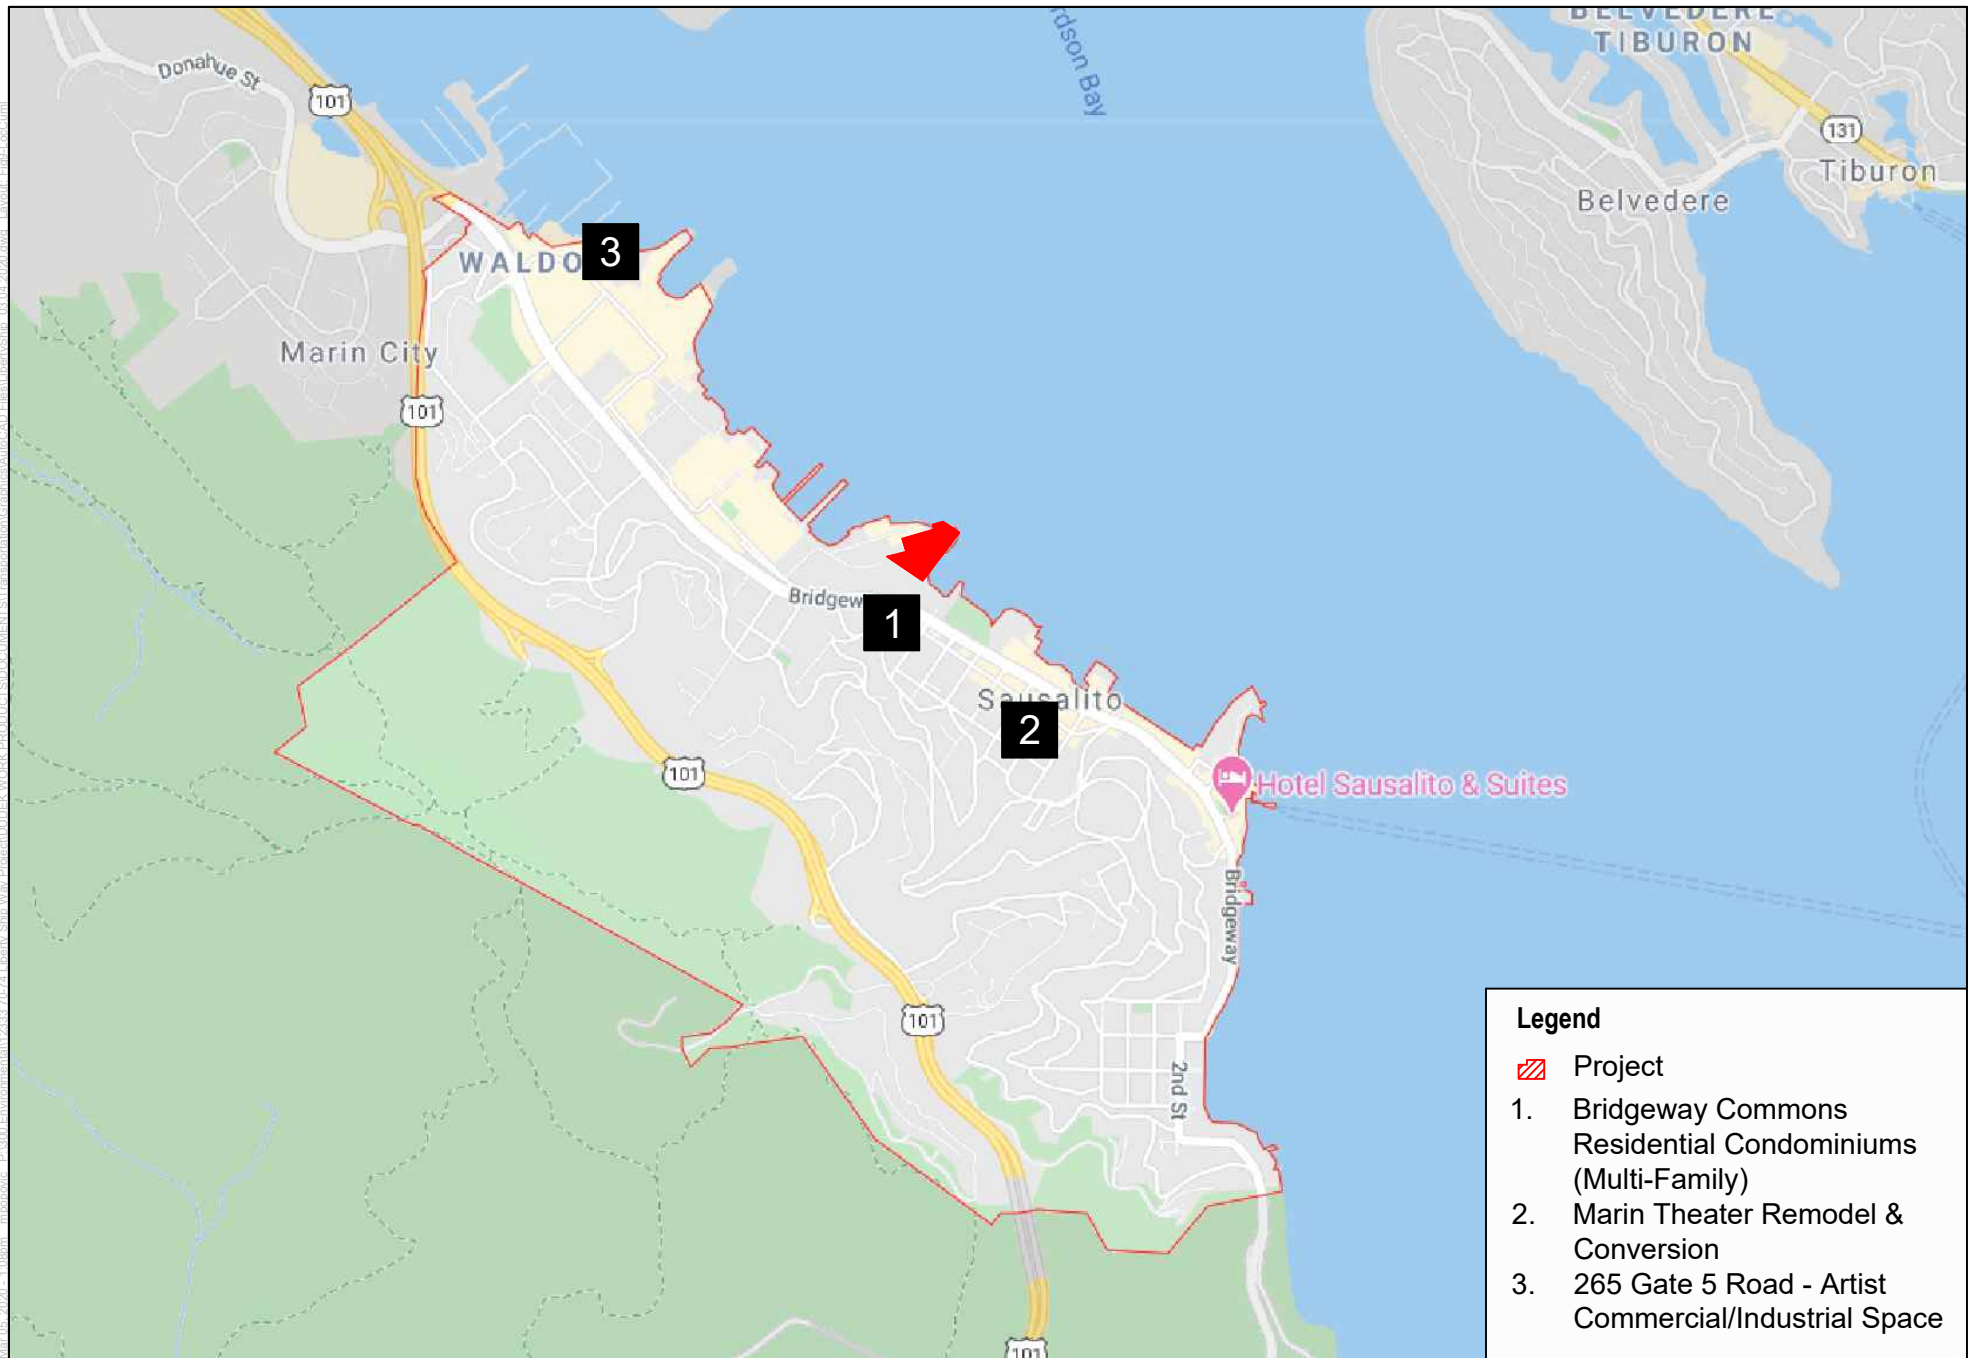 BELVEDERE
TIBURON
rdson Bay
Donahue St
101
131
Tiburon
Belvedere
WALDO
3
Marin City
101
Bridgew
1
Sausalito
2
101
Hotel Sausalito & Suites
Bridgeway
101
2nd St
101
Legend
Project
1. Bridgeway Commons
Residential Condominiums
(Multi-Family)
2. Marin Theater Remodel &
Conversion
3. 265 Gate 5 Road - Artist
Commercial/Industrial Space